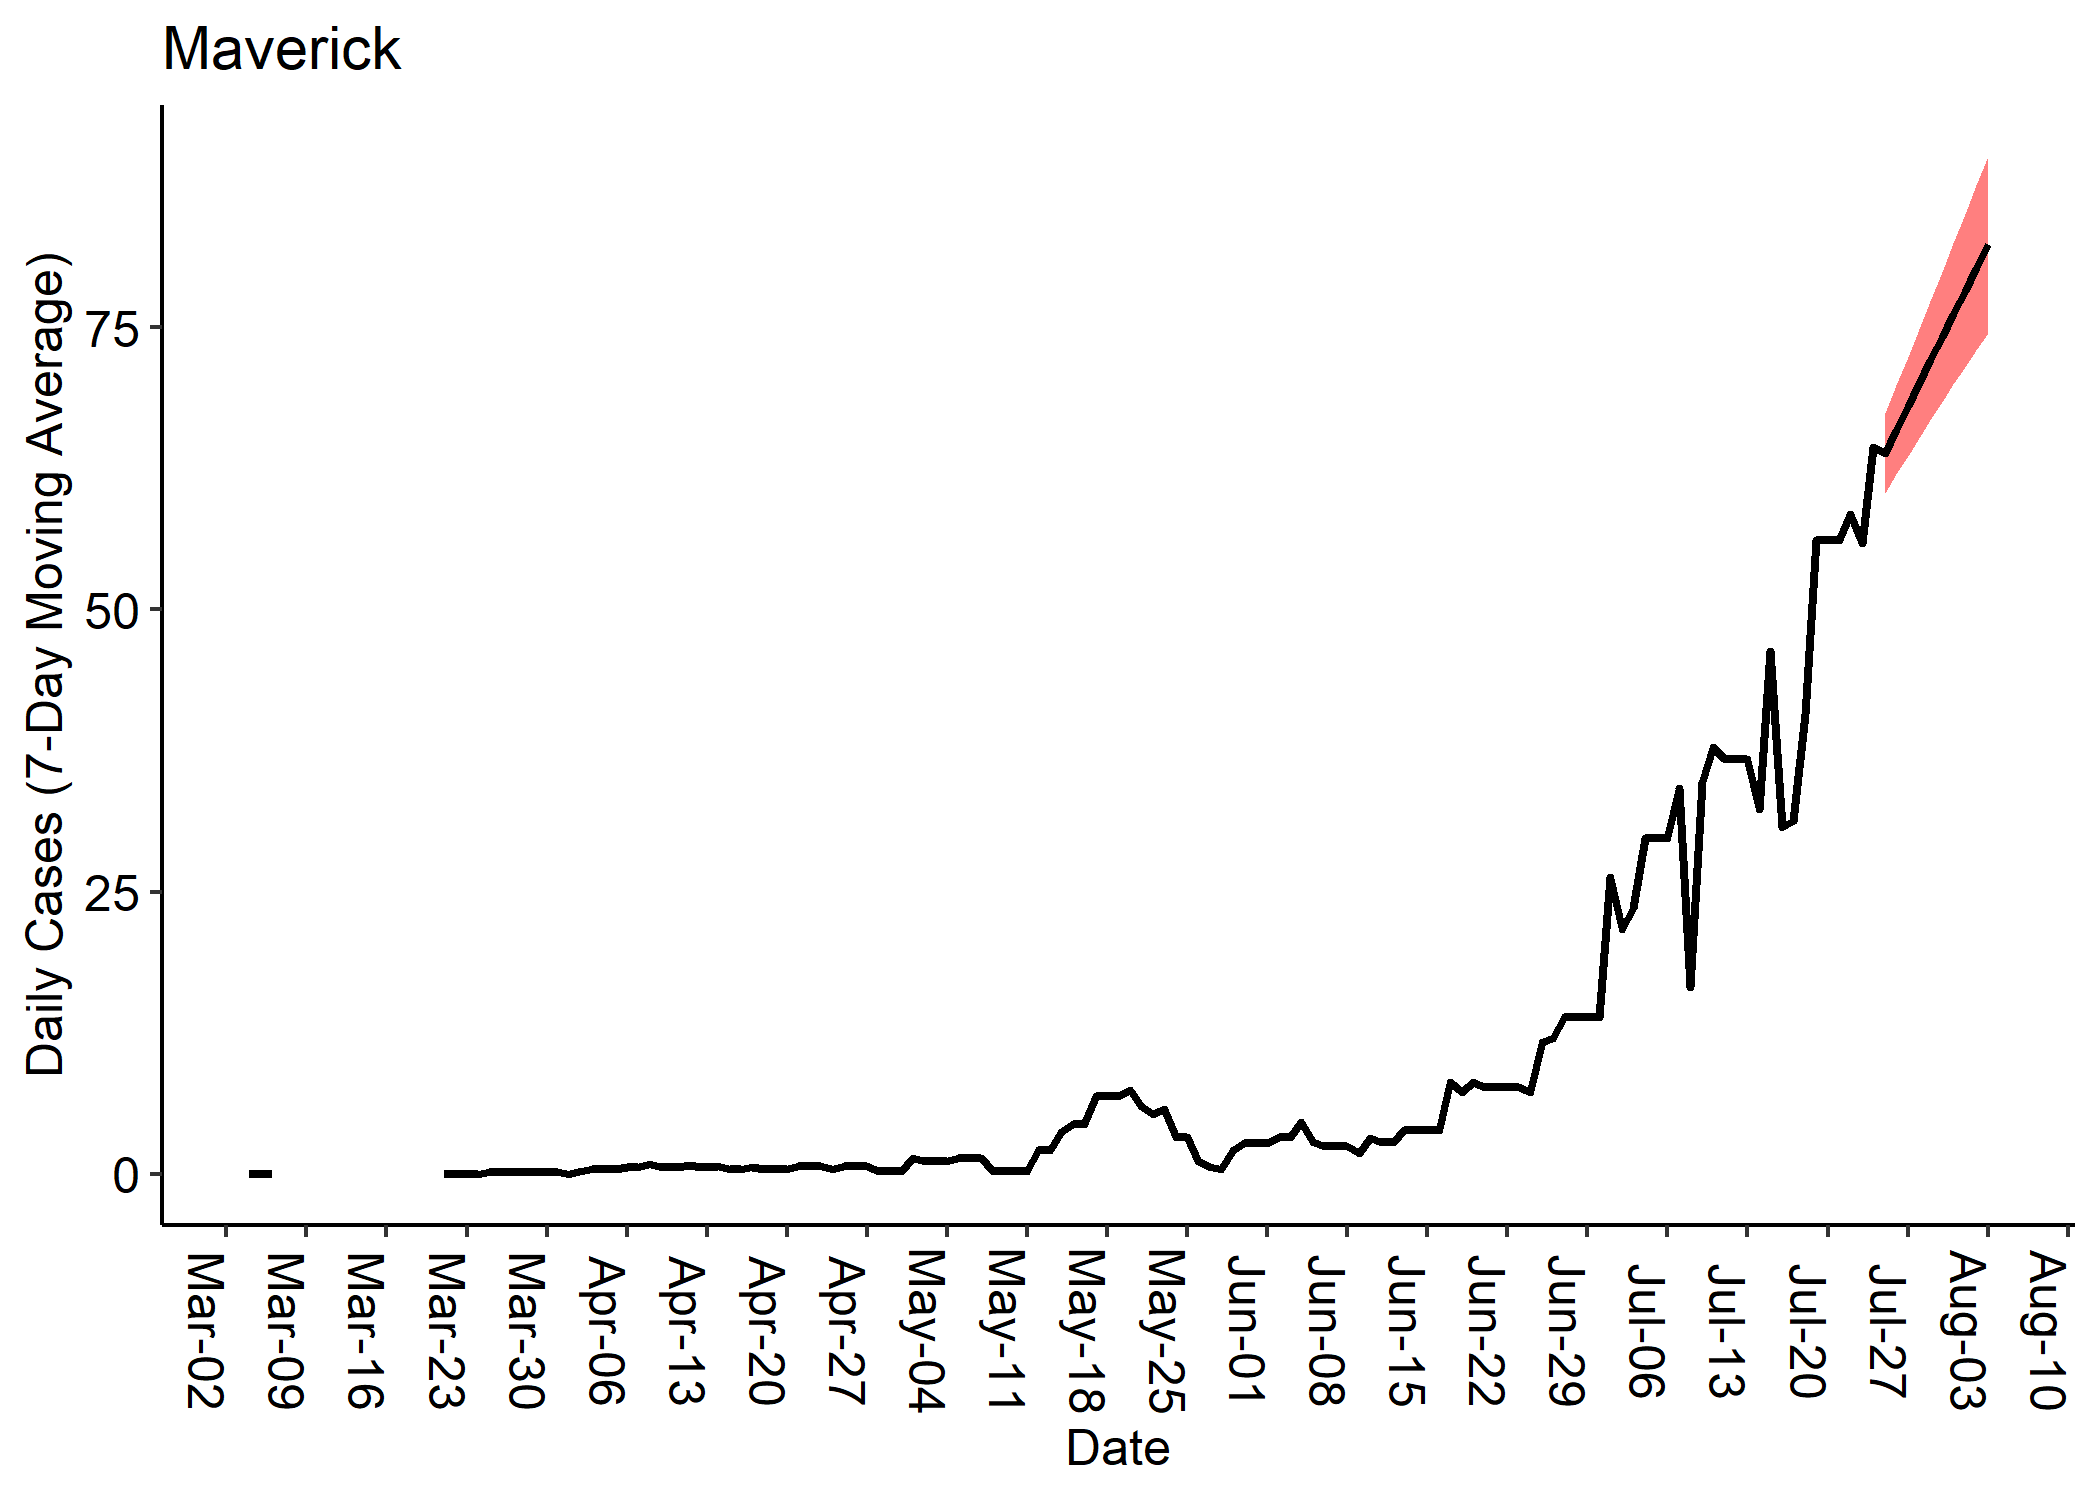 Maverick
Daily Cases (7-Day Moving Average)
75
50
25
0
Mar-02
Mar-09
Mar-16
Mar-23
Mar-30
Apr-06
Apr-13
Apr-20
Apr-27
May-04
May-11
May-18
May-25
Jun-01
Jun-08
Jun-15
Jun-22
Jun-29
Jul-06
Jul-13
Jul-20
Jul-27
Aug-03
Aug-10
Date